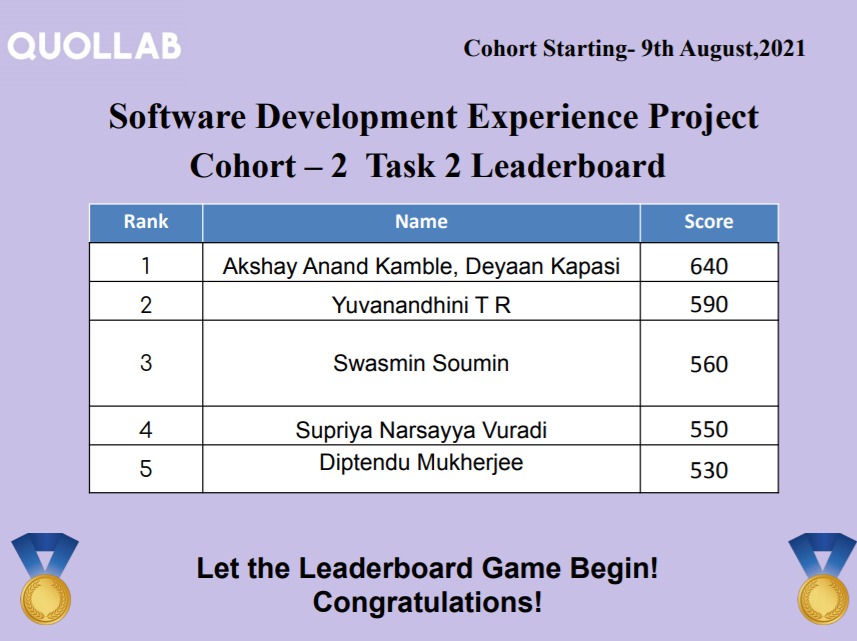 QUOLLAB
Cohort Starting- 9th August,2021
Software Development Experience Project
Cohort – 2 Task 2 Leaderboard
Rank Name Score
1 Akshay Anand Kamble, Deyaan Kapasi 640
2 Yuvanandhini T R 590
3 Swasmin Soumin 560
4 Supriya Narsayya Vuradi 550
5 Diptendu Mukherjee 530
Let the Leaderboard Game Begin!
Congratulations!